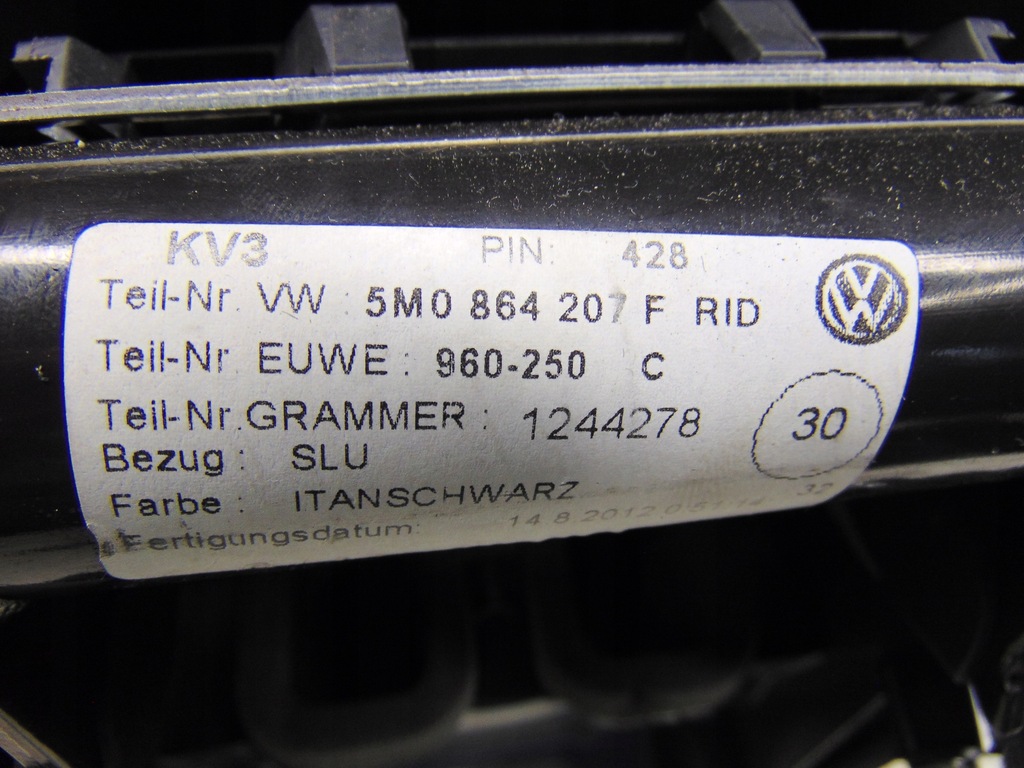 KV3 PIN: 428
Teil-Nr. VW : 5M0 864 207 F RID
Teil-Nr. EUWE : 960-250 C
Teil-Nr. GRAMMER : 1244278
30
Bezug : SLU
Farbe : ITANSCHWARZ
Fertigungsdatum: 14.8.2012 32